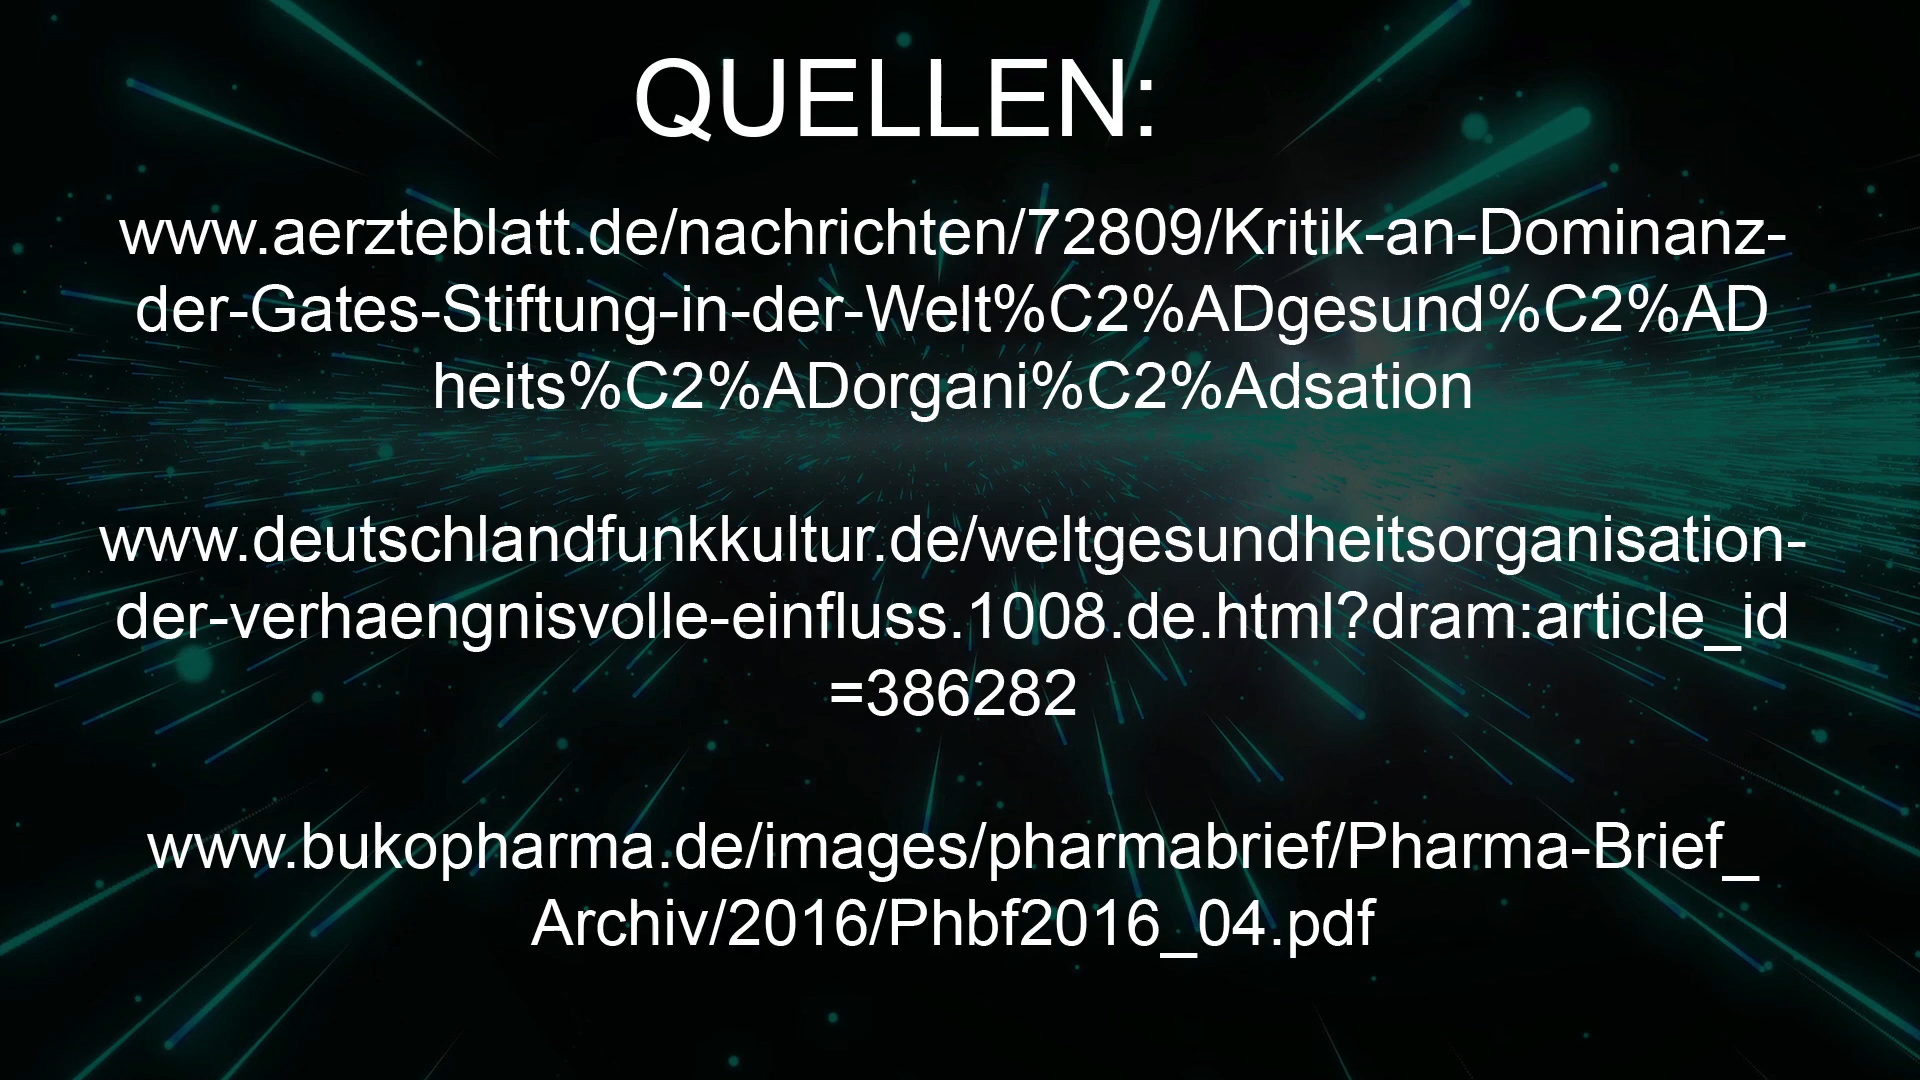 QUELLEN:
www.aerzteblatt.de/nachrichten/72809/Kritik-an-Dominanz-
der-Gates-Stiftung-in-der-Welt%C2%ADgesund%C2%AD
heits%C2%ADorgani%C2%Adsation
www.deutschlandfunkkultur.de/weltgesundheitsorganisation-
der-verhaengnisvolle-einfluss.1008.de.html?dram:article_id
=386282
www.bukopharma.de/images/pharmabrief/Pharma-Brief_
Archiv/2016/Phbf2016_04.pdf